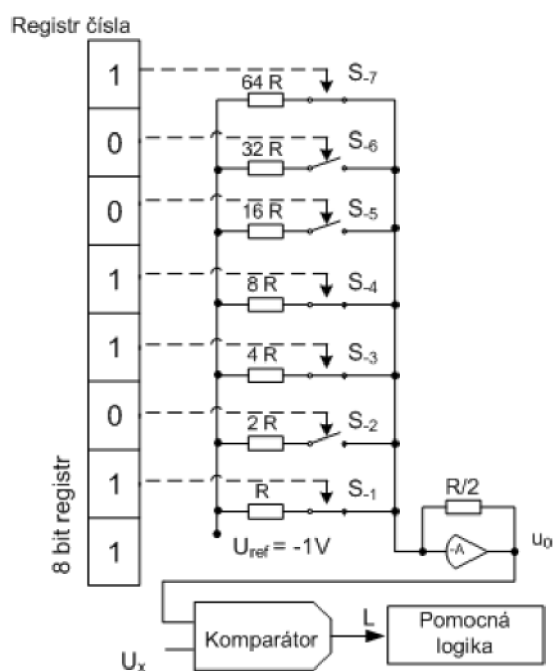 Registr čísla
1
S-7
64 R
0
S-6
32 R
0
S-5
16 R
1
S-4
8 R
1
S-3
4 R
0
S-2
2 R
1
S-1
R
1
8 bit registr
Uref = -1V
R/2
-A
u0
Komparátor
L
Pomocná
logika
Ux